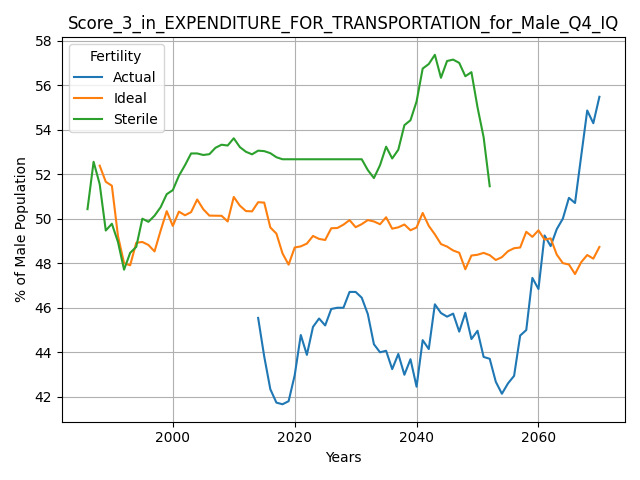 Score_3_in_EXPENDITURE_FOR_TRANSPORTATION_for_Male_Q4_IQ
58
56
54
52
50
48
46
44
42
% of Male Population
Fertility
Actual
Ideal
Sterile
2000
2020
2040
2060
Years